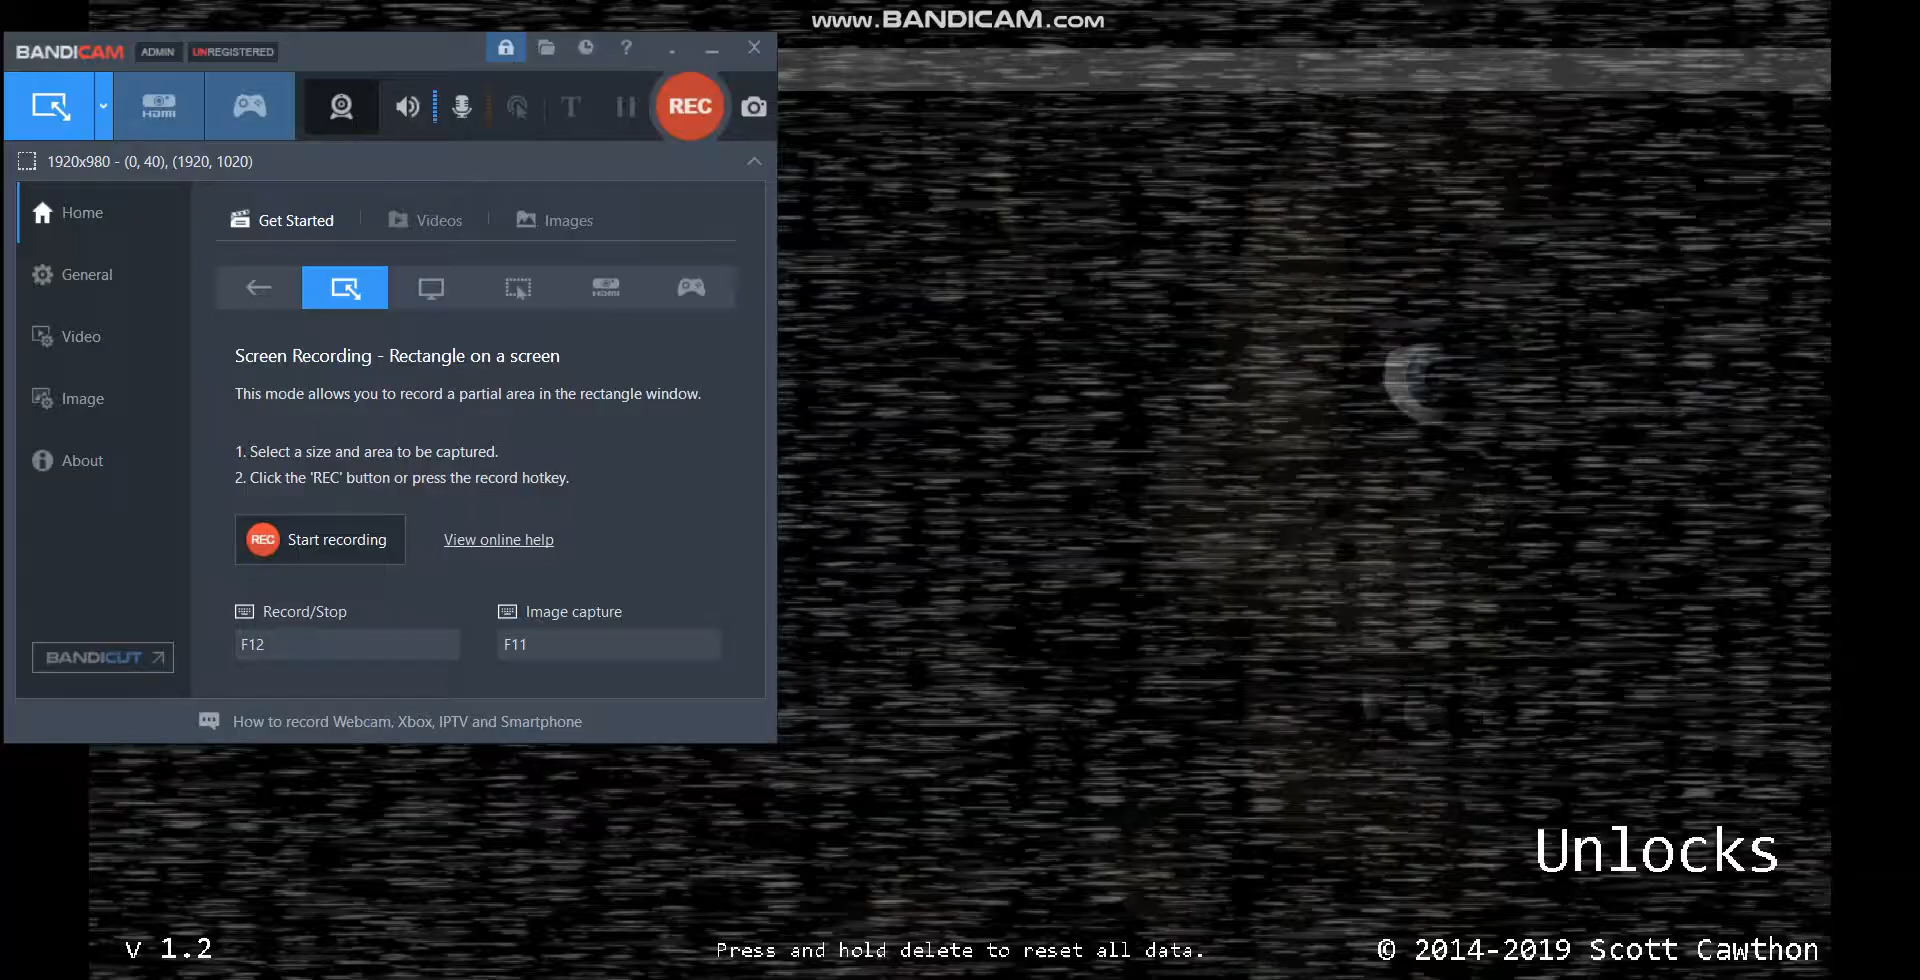 www.BANDICAM.com
BANDICAM ADMIN UNREGISTERED ?
HDMI T REC
1920x980 - (0, 40), (1920, 1020)
Home
General
Video
Image
About
BANDICUT
Get Started Videos Images
HDMI
Screen Recording - Rectangle on a screen
This mode allows you to record a partial area in the rectangle window.
1. Select a size and area to be captured.
2. Click the 'REC' button or press the record hotkey.
REC Start recording View online help
Record/Stop Image capture
F12 F11
How to record Webcam, Xbox, IPTV and Smartphone
Unlocks
v 1.2 Press and hold delete to reset all data. © 2014-2019 Scott Cawthon